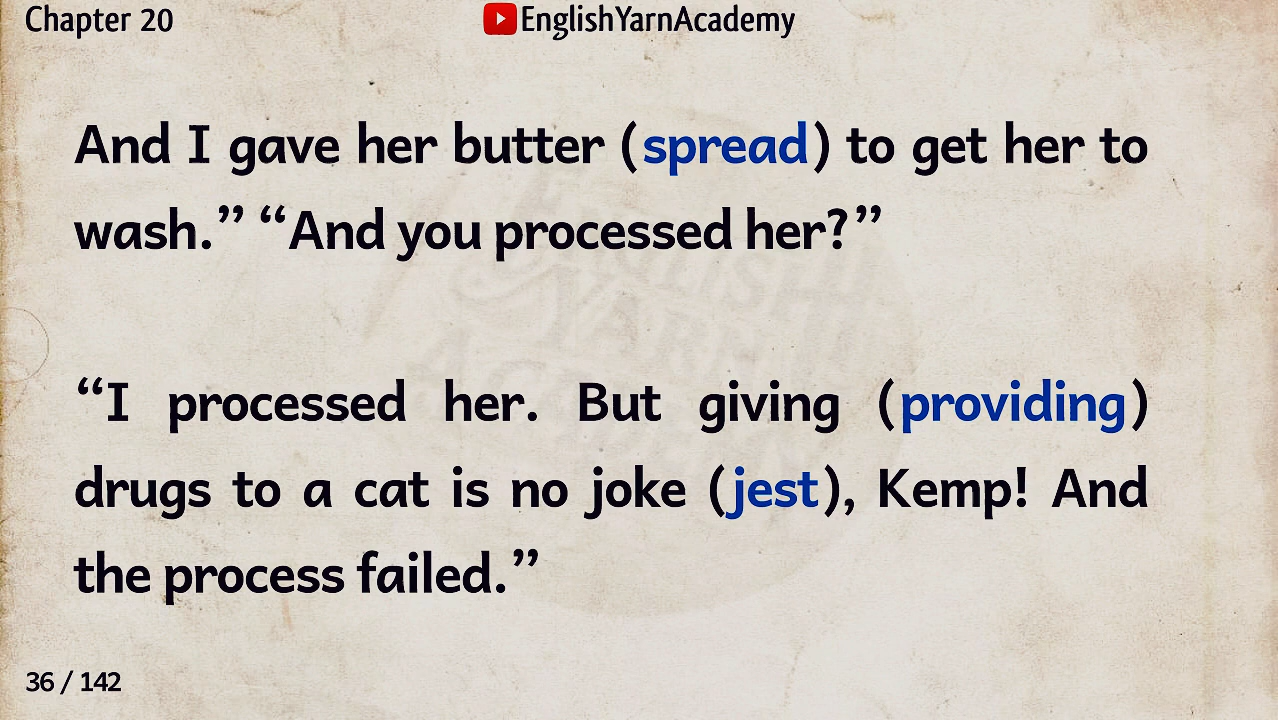 Chapter 20
EnglishYarnAcademy
And I gave her butter (spread) to get her to
wash.” “And you processed her?”
“I processed her. But giving (providing)
drugs to a cat is no joke (jest), Kemp! And
the process failed.”
36 / 142